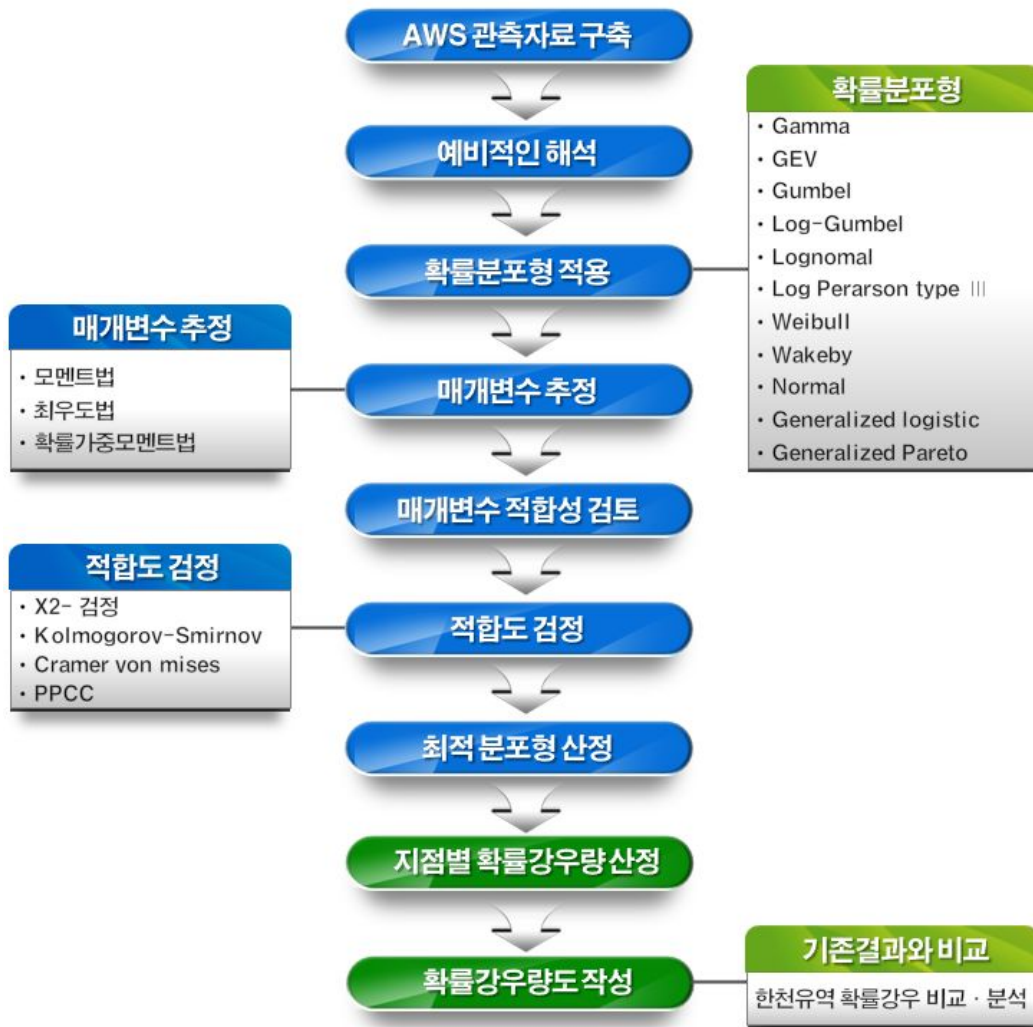 AWS 관측자료 구축
예비적인 해석
확률분포형 적용
확률분포형
· Gamma
· GEV
· Gumbel
· Log-Gumbel
· Lognomal
· Log Perarson type Ⅲ
· Weibull
· Wakeby
· Normal
· Generalized logistic
· Generalized Pareto
매개변수 추정
매개변수 추정
· 모멘트법
· 최우도법
· 확률가중모멘트법
매개변수 적합성 검토
적합도 검정
적합도 검정
· X2- 검정
· Kolmogorov-Smirnov
· Cramer von mises
· PPCC
최적 분포형 산정
지점별 확률강우량 산정
확률강우량도 작성
기존결과와 비교
한천유역 확률강우 비교 · 분석